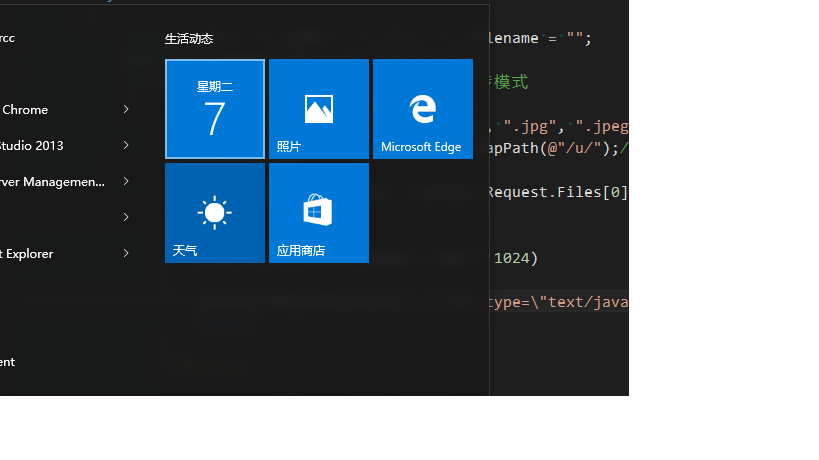 生活动态
星期二
7
照片
Microsoft Edge
天气
应用商店
rcc
Chrome
Studio 2013
rver Managemen...
t Explorer
ent
lename = "";
模式
, ".jpg", ".jpeg
apPath(@"/u/");/
Request.Files[0]
1024)
type=\"text/java